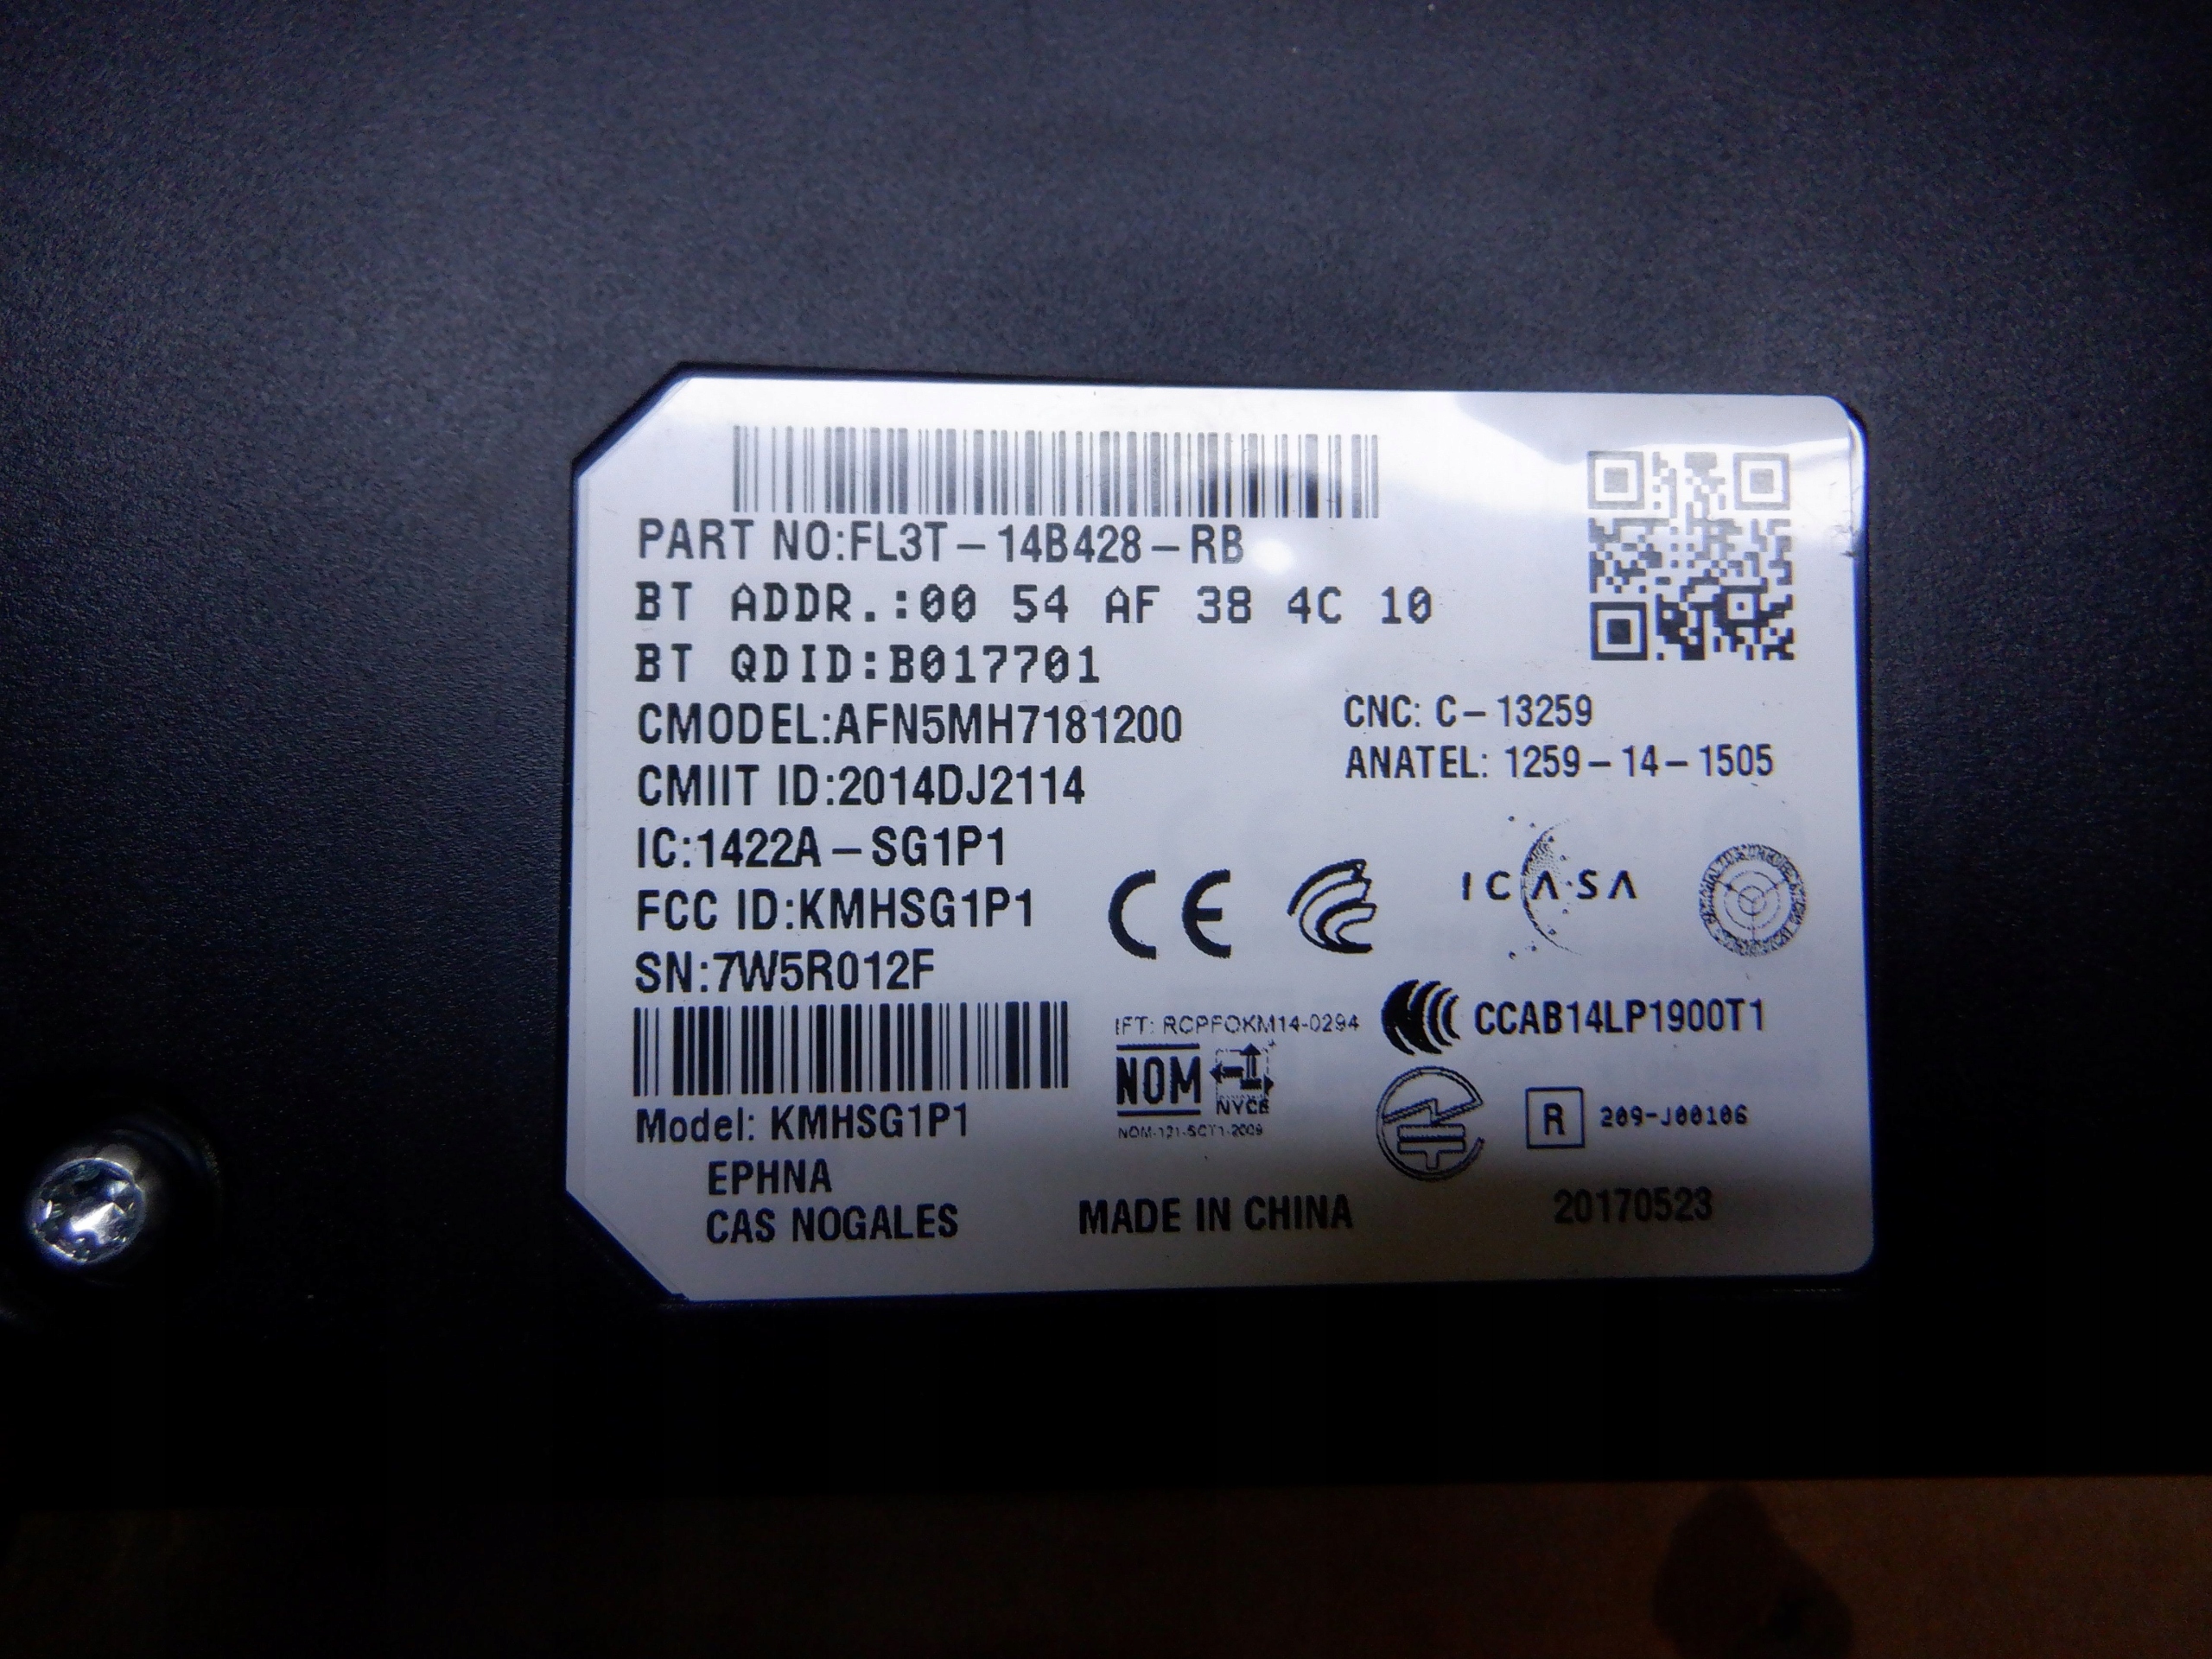 PART NO:FL3T-14B428-RB
BT ADDR.:00 54 AF 38 4C 10
BT QDID:B017701
CMODEL:AFN5MH7181200
CNC: C-13259
ANATEL: 1259-14-1505
CMIIT ID:2014DJ2114
IC:1422A-SG1P1
FCC ID:KMHSG1P1
CE
ICASA
SN:7W5R012F
IFT: RCPFOKM14-0294
CCAB14LP1900T1
NOM
NYCE
NOM-121-SCT1-2009
R 209-J00106
Model: KMHSG1P1
EPHNA
CAS NOGALES
MADE IN CHINA
20170523